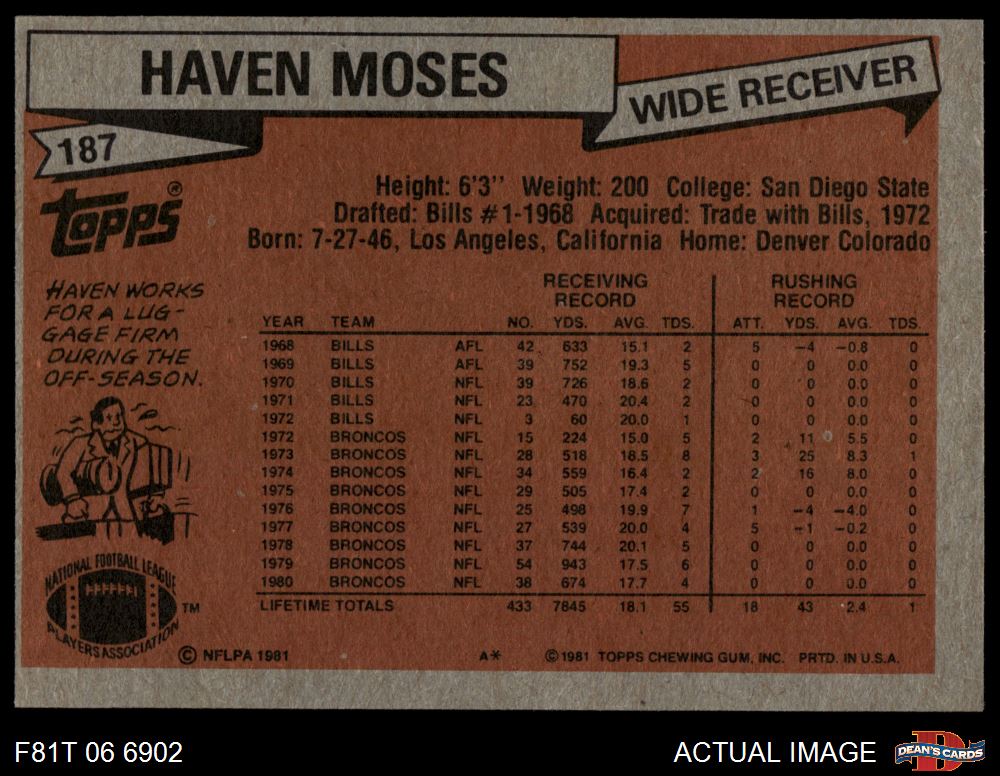 HAVEN MOSES
WIDE RECEIVER
187
topps®
Height: 6'3" Weight: 200 College: San Diego State
Drafted: Bills #1-1968 Acquired: Trade with Bills, 1972
Born: 7-27-46, Los Angeles, California Home: Denver Colorado
HAVEN WORKS
FOR A LUG-
GAGE FIRM
DURING THE
OFF-SEASON.
RECEIVING RECORD RUSHING RECORD
YEAR TEAM NO. YDS. AVG. TDS. ATT. YDS. AVG. TDS.
1968 BILLS AFL 42 633 15.1 2 5 -4 -0.8 0
1969 BILLS AFL 39 752 19.3 5 0 0 0.0 0
1970 BILLS NFL 39 726 18.6 2 0 0 0.0 0
1971 BILLS NFL 23 470 20.4 2 0 0 0.0 0
1972 BILLS NFL 3 60 20.0 1 0 0 0.0 0
1972 BRONCOS NFL 15 224 15.0 5 2 11 5.5 0
1973 BRONCOS NFL 28 518 18.5 8 3 25 8.3 1
1974 BRONCOS NFL 34 559 16.4 2 2 16 8.0 0
1975 BRONCOS NFL 29 505 17.4 2 0 0 0.0 0
1976 BRONCOS NFL 25 498 19.9 7 1 -4 -4.0 0
1977 BRONCOS NFL 27 539 20.0 4 5 -1 -0.2 0
1978 BRONCOS NFL 37 744 20.1 5 0 0 0.0 0
1979 BRONCOS NFL 54 943 17.5 6 0 0 0.0 0
1980 BRONCOS NFL 38 674 17.7 4 0 0 0.0 0
LIFETIME TOTALS 433 7845 18.1 55 18 43 2.4 1
NATIONAL FOOTBALL LEAGUE
PLAYERS ASSOCIATION
TM
© NFLPA 1981 A* © 1981 TOPPS CHEWING GUM, INC. PRTD. IN U.S.A.
F81T 06 6902
ACTUAL IMAGE
D
DEAN'S CARDS